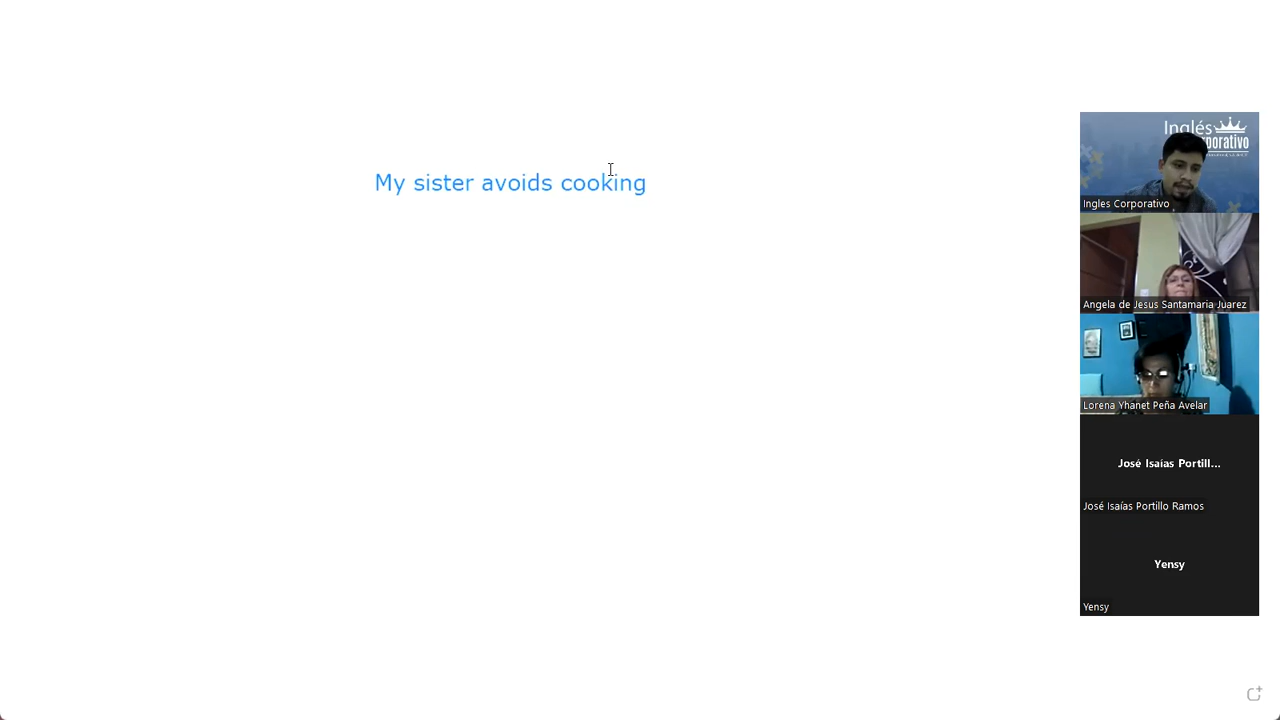 My sister avoids cooking
Inglés
Ingles Corporativo
Angela de Jesus Santamaria Juarez
Lorena Yhanet Peña Avelar
José Isaías Portill...
José Isaías Portillo Ramos
Yensy
Yensy